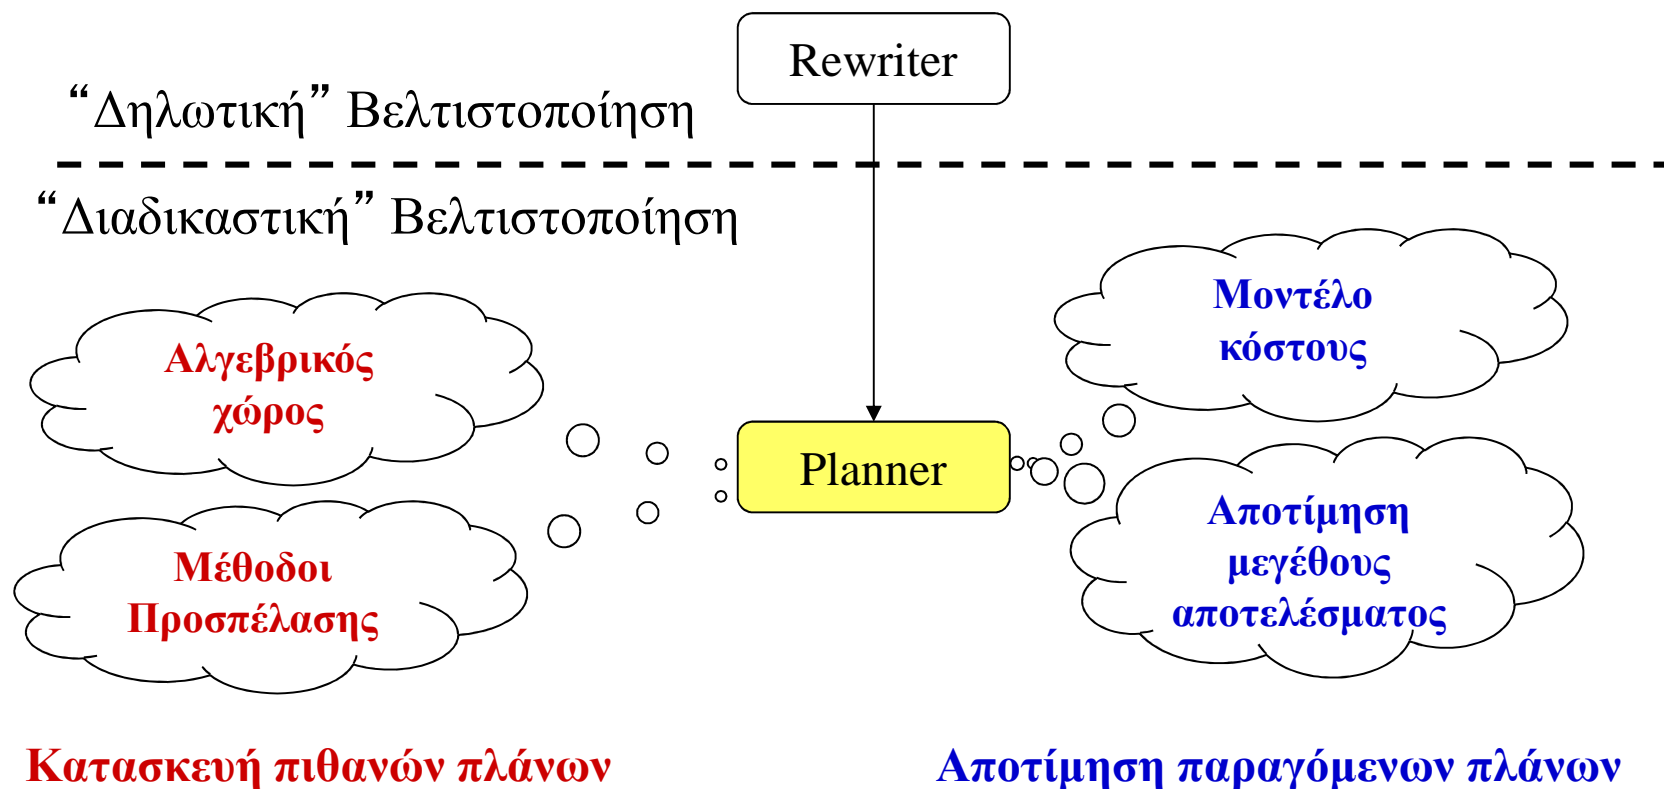 Rewriter
“Δηλωτική” Βελτιστοποίηση
“Διαδικαστική” Βελτιστοποίηση
Αλγεβρικός
χώρος
Μέθοδοι
Προσπέλασης
Planner
Μοντέλο
κόστους
Αποτίμηση
μεγέθους
αποτελέσματος
Κατασκευή πιθανών πλάνων
Αποτίμηση παραγόμενων πλάνων